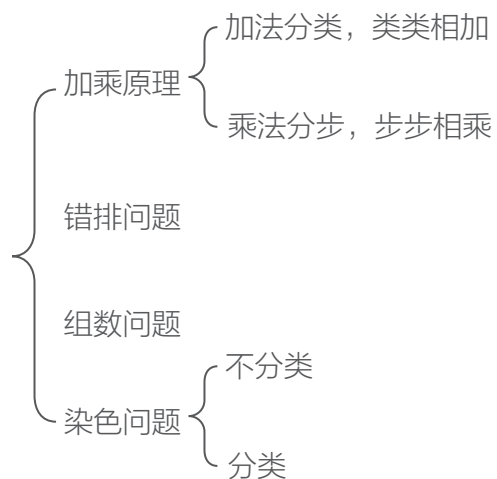 加法分类，类类相加
加乘原理
乘法分步，步步相乘
错排问题
组数问题
不分类
染色问题
分类